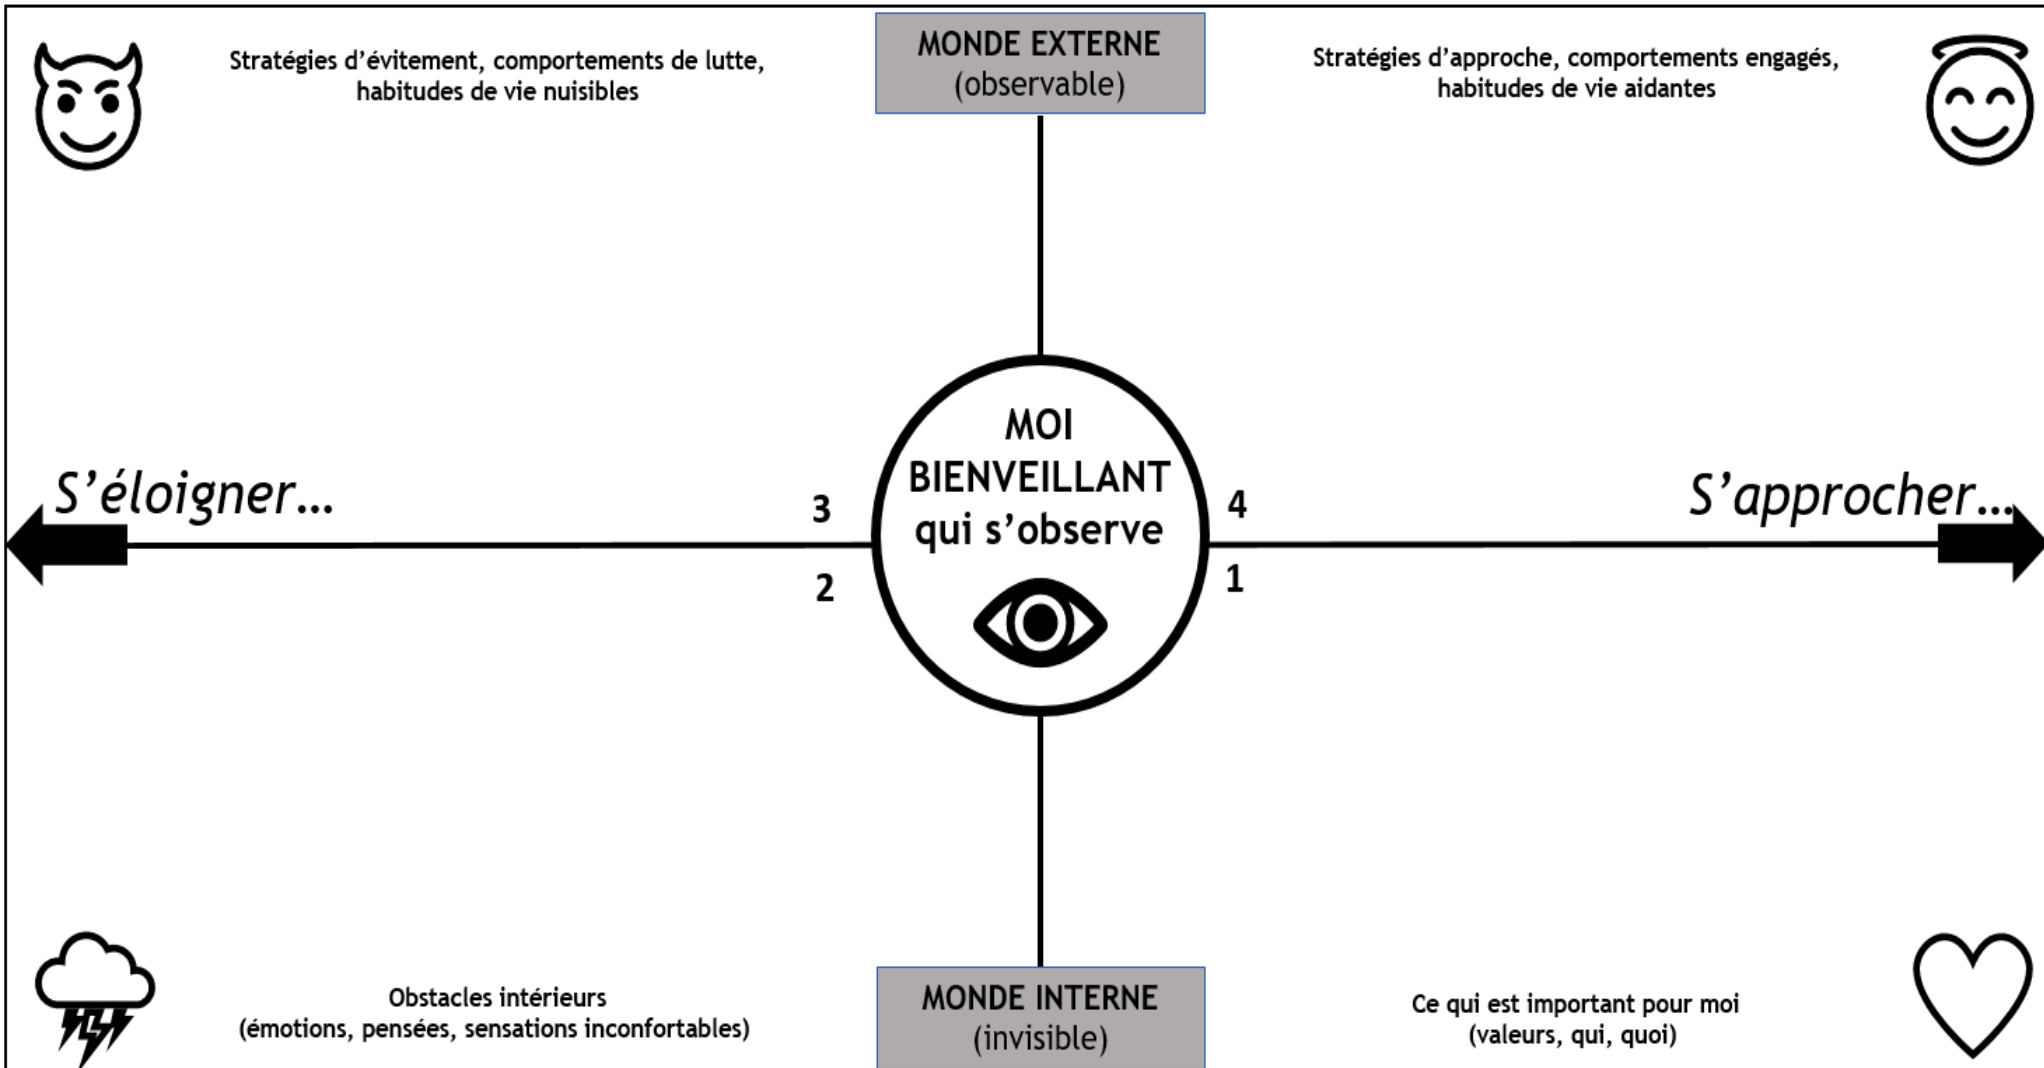 Stratégies d’évitement, comportements de lutte,
habitudes de vie nuisibles
MONDE EXTERNE
(observable)
Stratégies d’approche, comportements engagés,
habitudes de vie aidantes
S’éloigner…
3
2
MOI
BIENVEILLANT
qui s’observe
4
1
S’approcher…
Obstacles intérieurs
(émotions, pensées, sensations inconfortables)
MONDE INTERNE
(invisible)
Ce qui est important pour moi
(valeurs, qui, quoi)